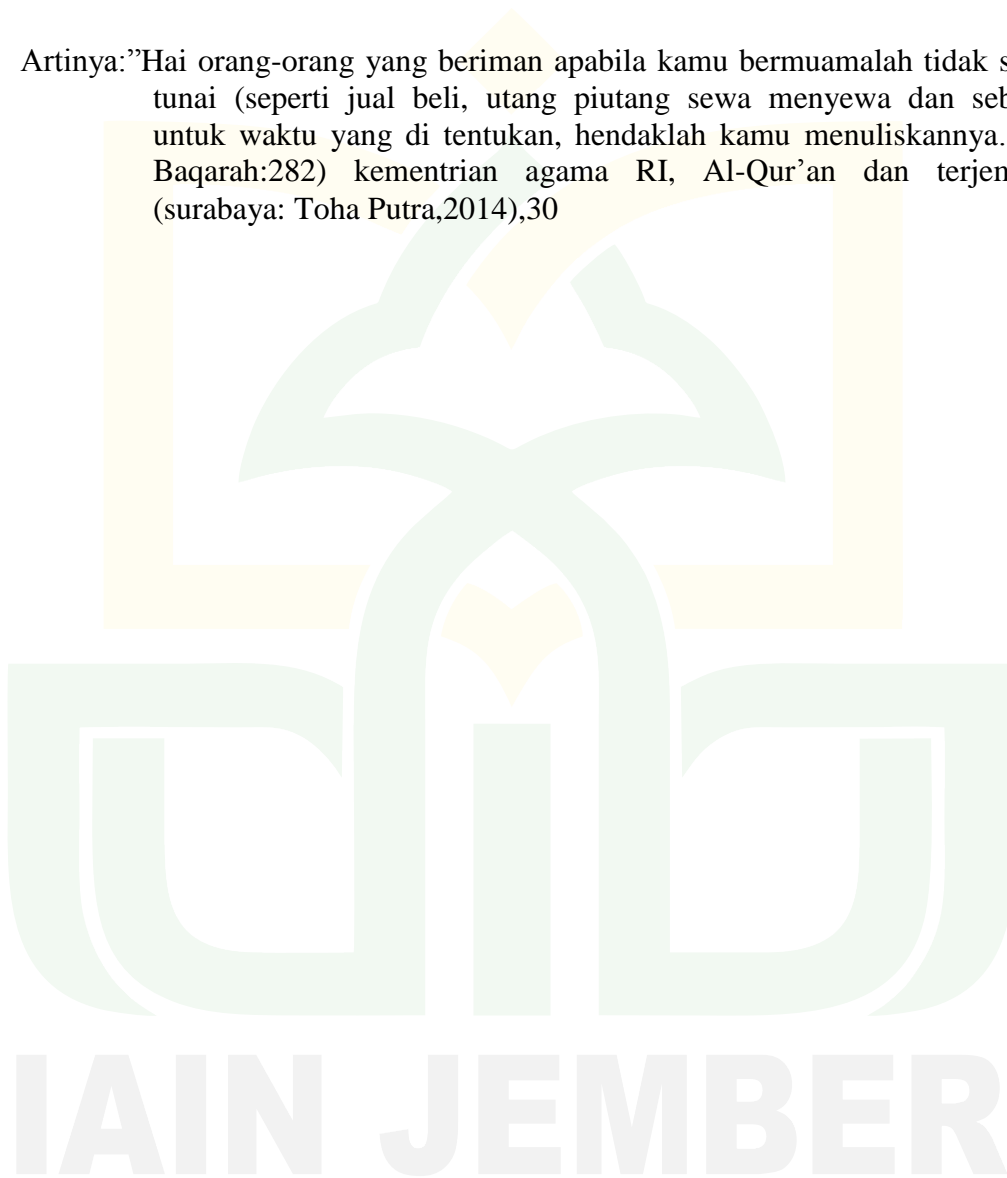 Artinya:”Hai orang-orang yang beriman apabila kamu bermuamalah tidak
tunai (seperti jual beli, utang piutang sewa menyewa dan
untuk waktu yang di tentukan, hendaklah kamu menuliskannya.
Baqarah:282) kementrian agama RI, Al-Qur’an dan
(surabaya: Toha Putra,2014),30
IAIN JEMBER